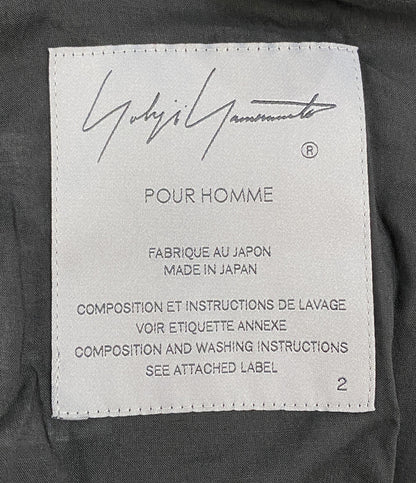 Yohji Yamamoto
®
POUR HOMME
FABRIQUE AU JAPON
MADE IN JAPAN
COMPOSITION ET INSTRUCTIONS DE LAVAGE
VOIR ETIQUETTE ANNEXE
COMPOSITION AND WASHING INSTRUCTIONS
SEE ATTACHED LABEL
2